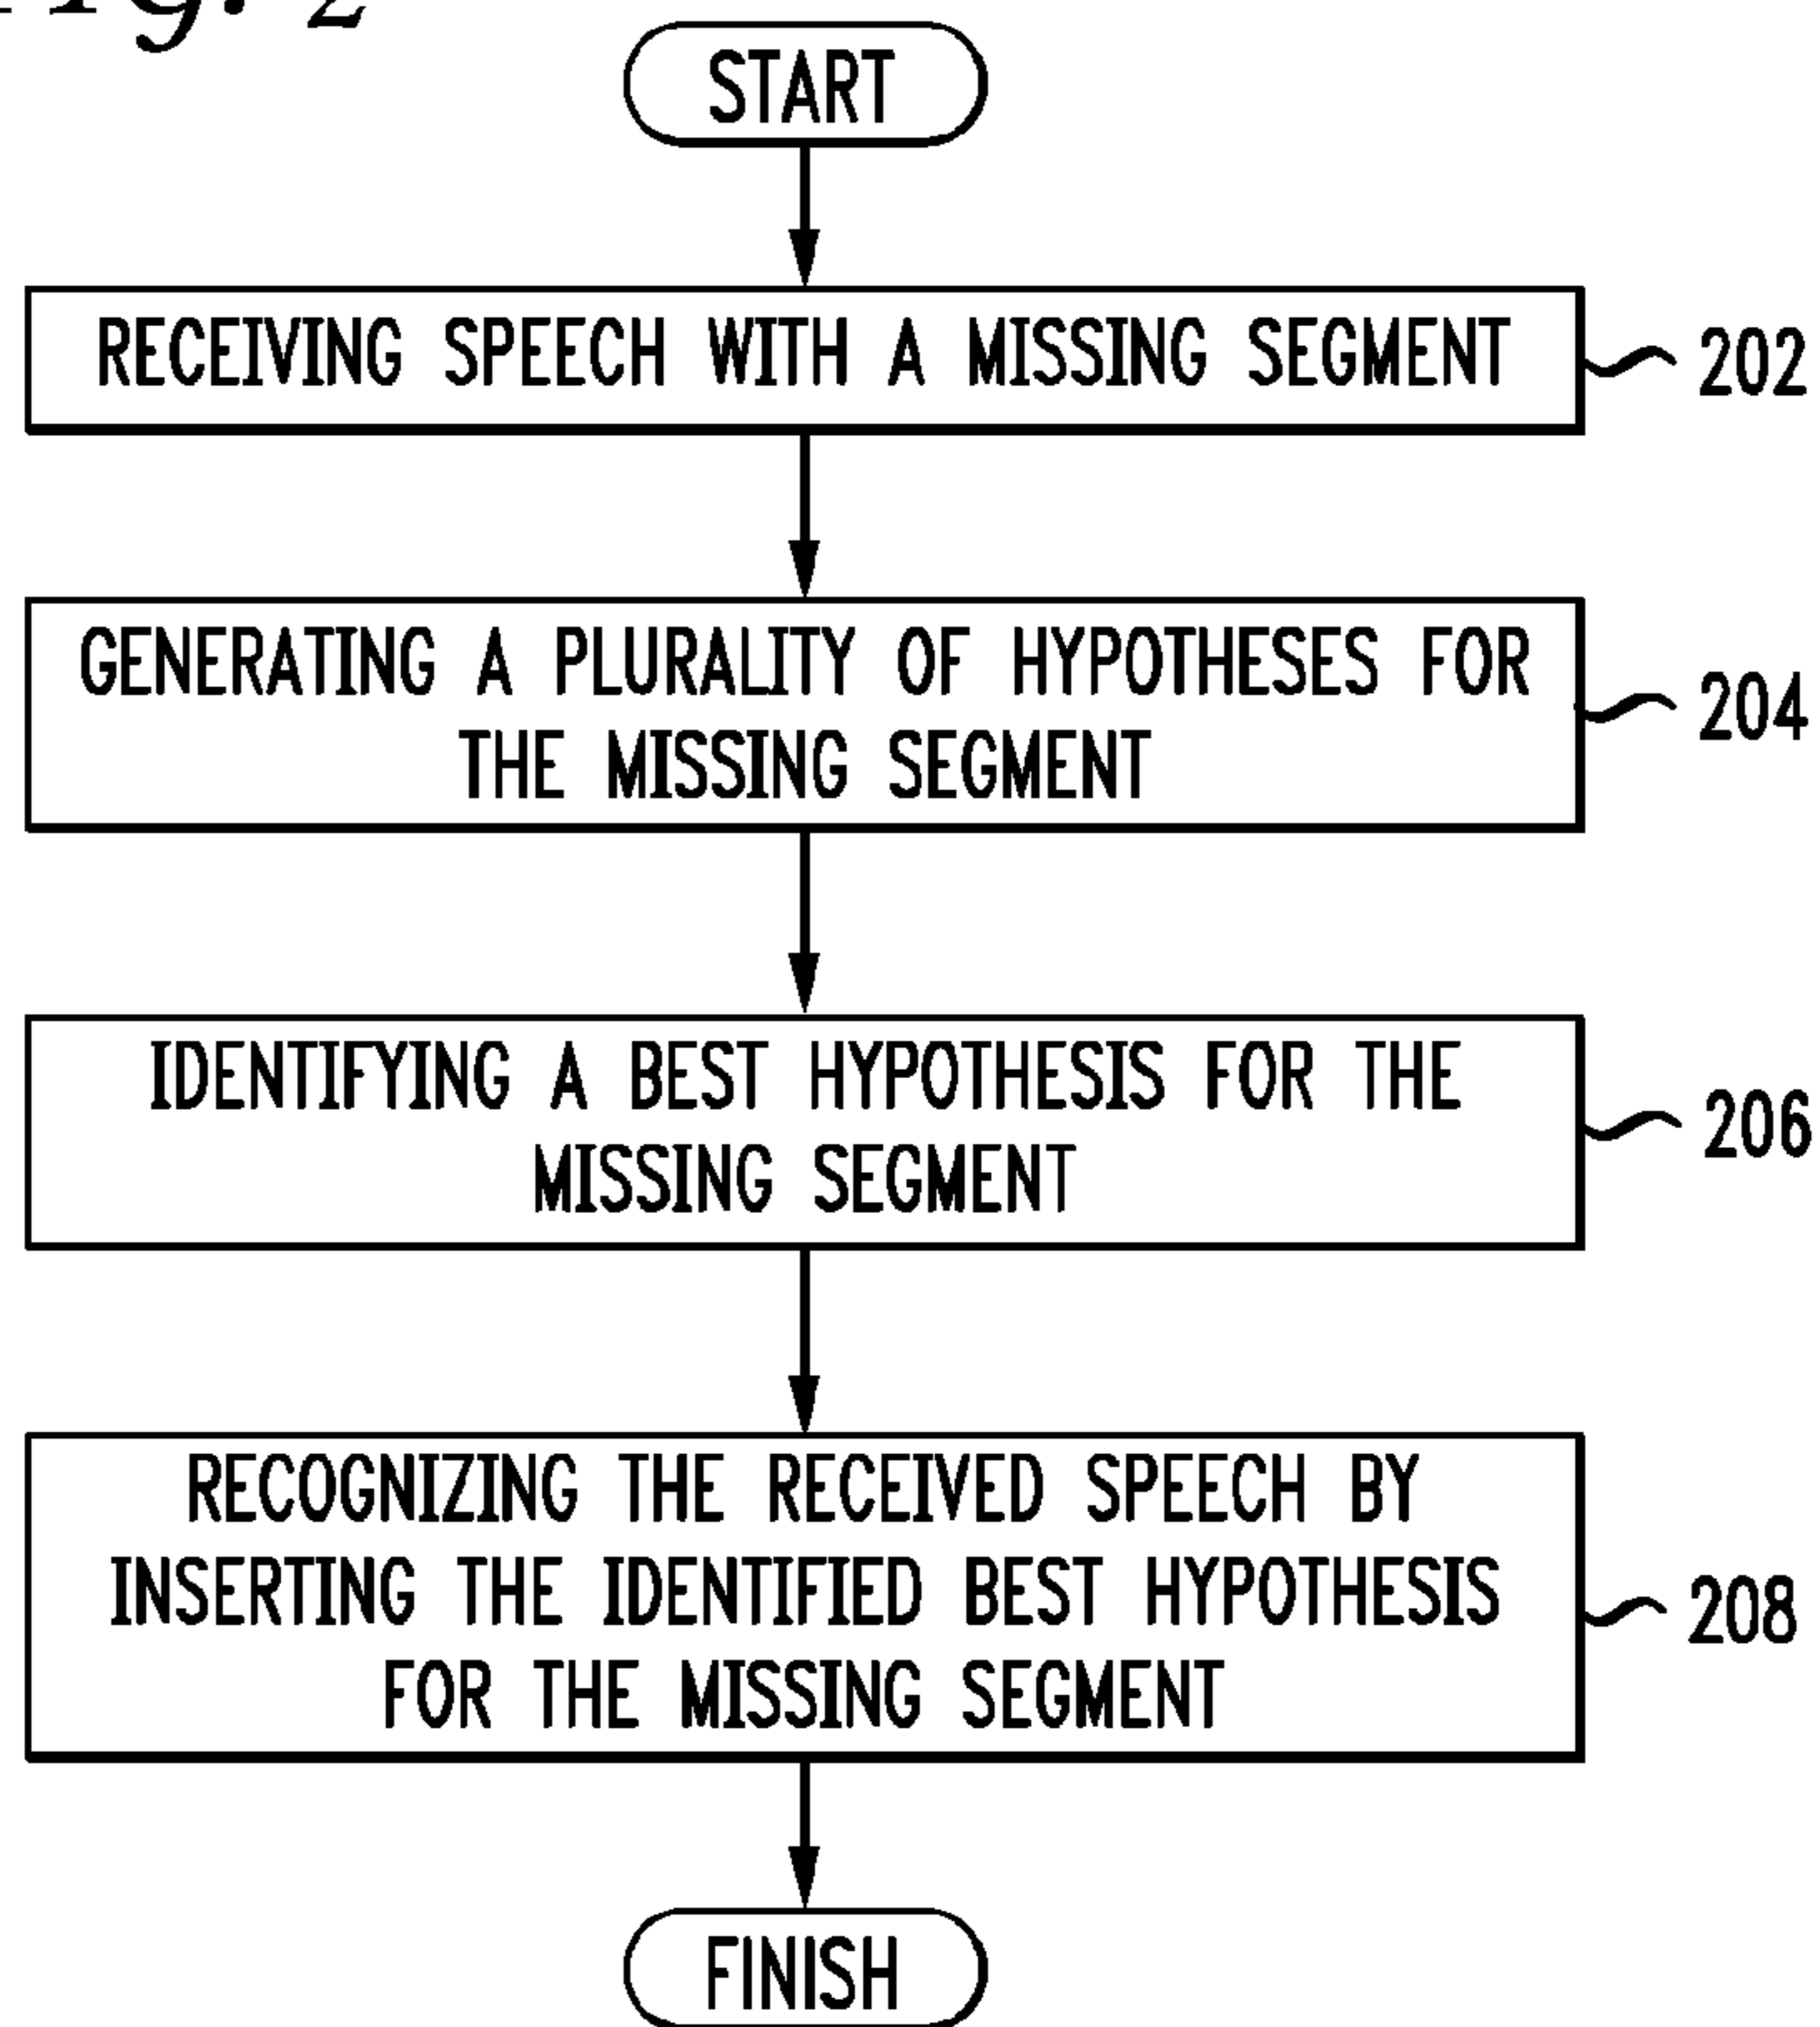 Fig. 2
START
RECEIVING SPEECH WITH A MISSING SEGMENT
202
GENERATING A PLURALITY OF HYPOTHESES FOR
THE MISSING SEGMENT
204
IDENTIFYING A BEST HYPOTHESIS FOR THE
MISSING SEGMENT
206
RECOGNIZING THE RECEIVED SPEECH BY
INSERTING THE IDENTIFIED BEST HYPOTHESIS
FOR THE MISSING SEGMENT
208
FINISH